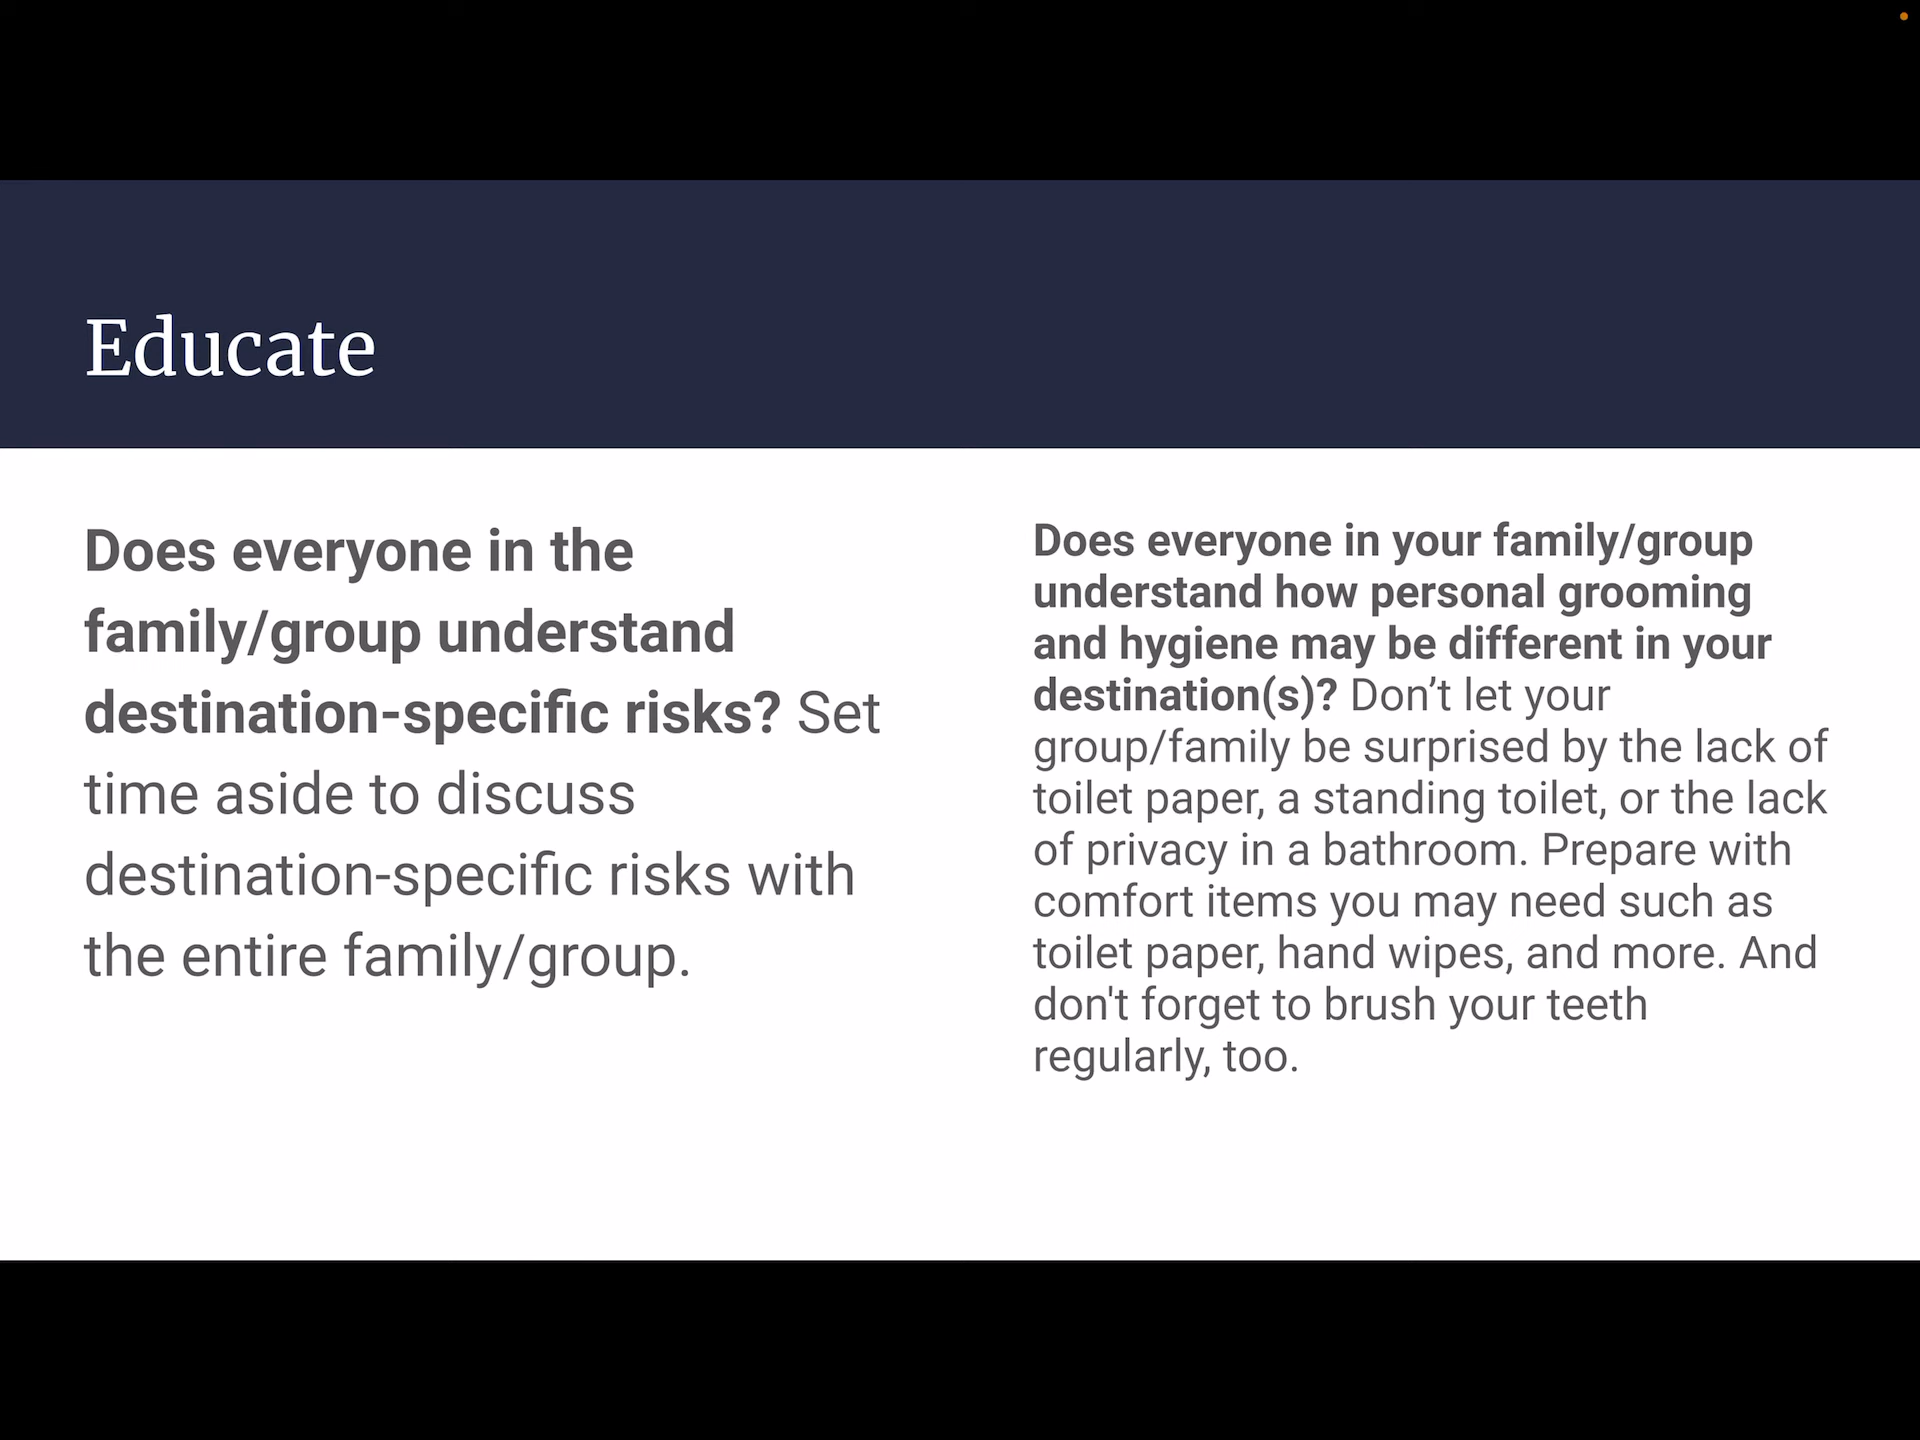 Educate
Does everyone in the
family/group understand
destination-specific risks? Set
time aside to discuss
destination-specific risks with
the entire family/group.
Does everyone in your family/group
understand how personal grooming
and hygiene may be different in your
destination(s)? Don’t let your
group/family be surprised by the lack of
toilet paper, a standing toilet, or the lack
of privacy in a bathroom. Prepare with
comfort items you may need such as
toilet paper, hand wipes, and more. And
don't forget to brush your teeth
regularly, too.